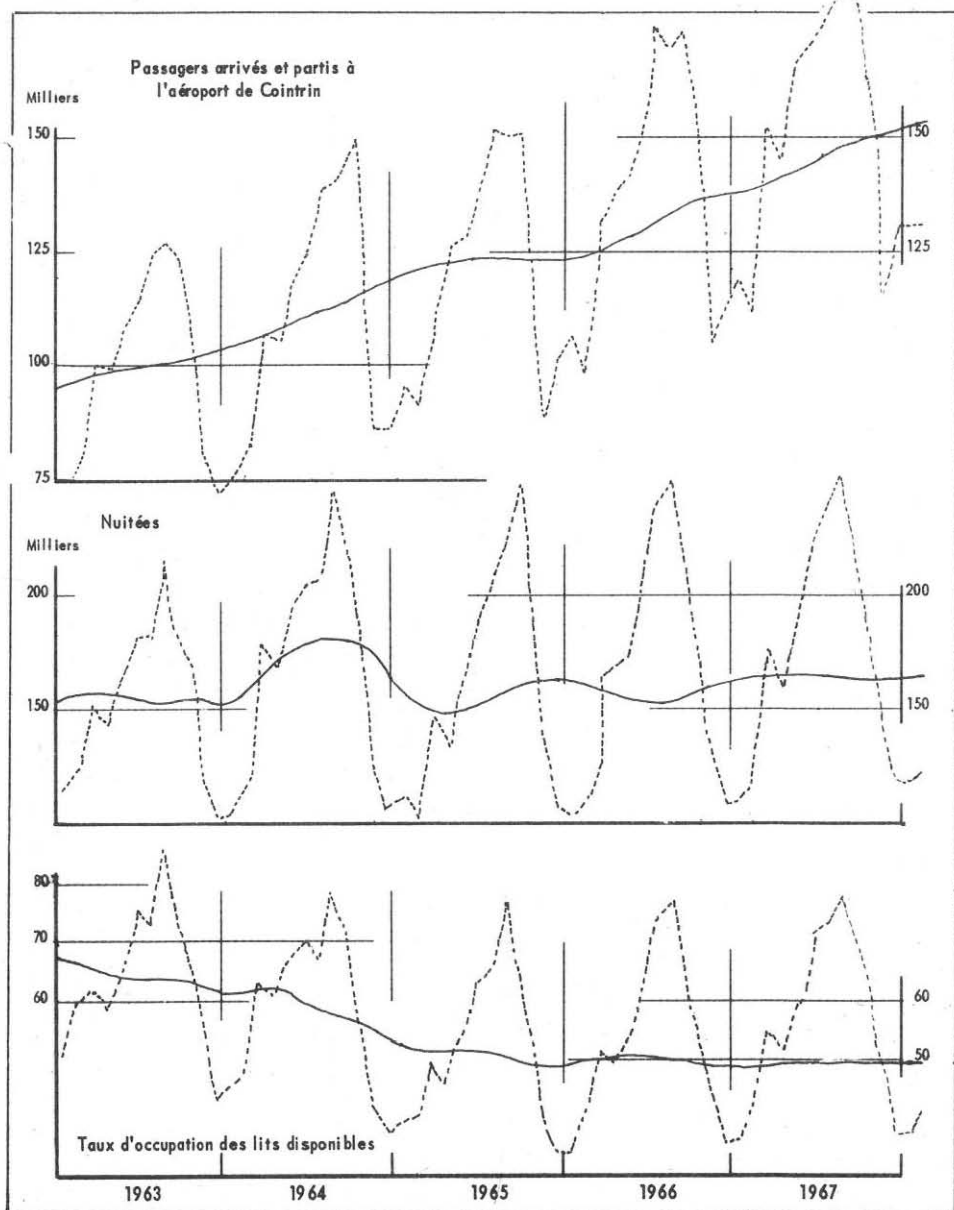 Passagers arrivés et partis à
l'aéroport de Cointrin
Milliers
150
150
125
125
100
75
Nuitées
Milliers
200
200
150
150
80%
70
60
60
50
Taux d'occupation des lits disponibles
1963 1964 1965 1966 1967